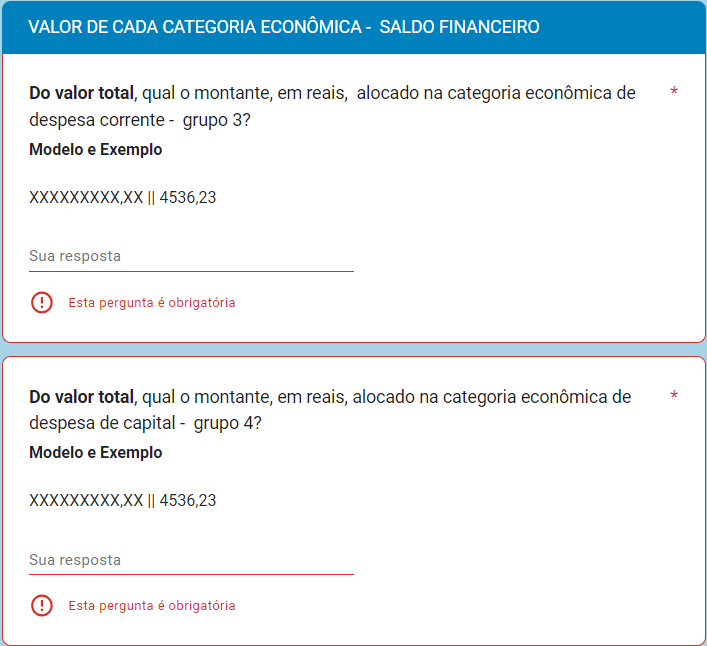 VALOR DE CADA CATEGORIA ECONÔMICA - SALDO FINANCEIRO
Do valor total, qual o montante, em reais, alocado na categoria econômica de *
despesa corrente - grupo 3?
Modelo e Exemplo
XXXXXXXXX,XX || 4536,23
Sua resposta
Esta pergunta é obrigatória
Do valor total, qual o montante, em reais, alocado na categoria econômica de *
despesa de capital - grupo 4?
Modelo e Exemplo
XXXXXXXXX,XX || 4536,23
Sua resposta
Esta pergunta é obrigatória